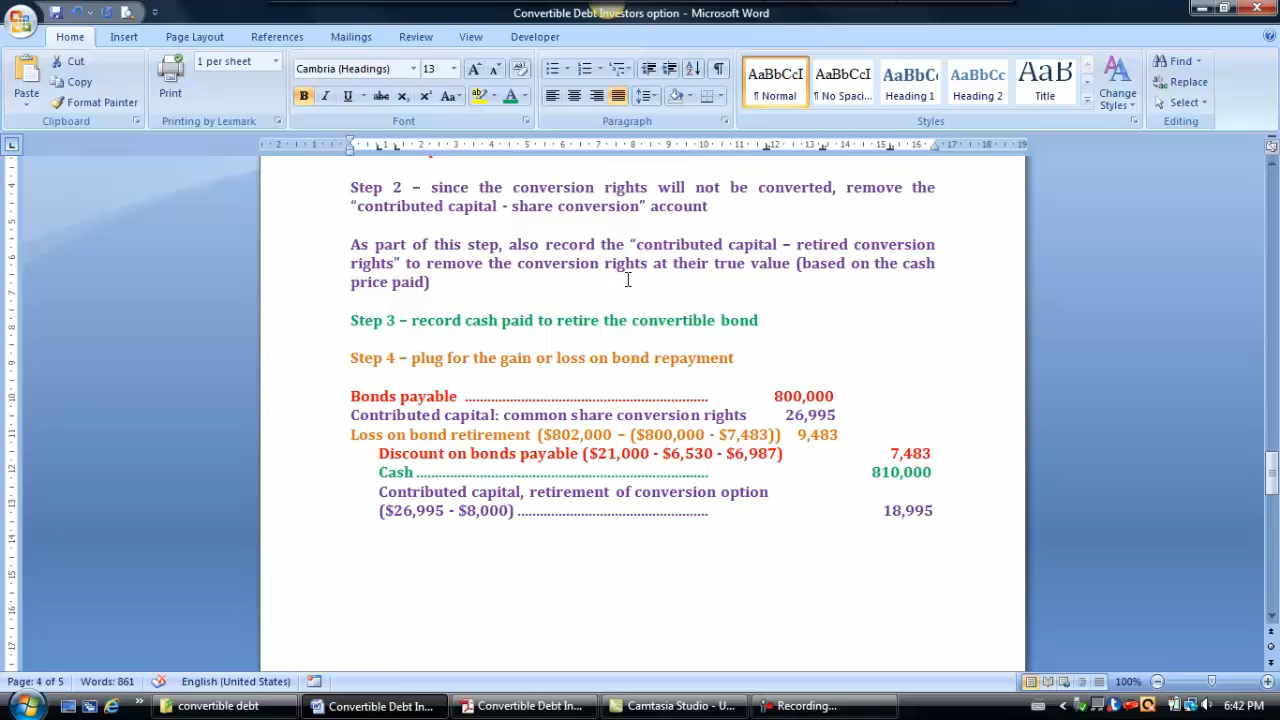 Convertible Debt Investors option - Microsoft Word
Home Insert Page Layout References Mailings Review View Developer
Paste
Cut
Copy
Format Painter
Clipboard
Print
1 per sheet
Printing by Lexmark
Cambria (Headings) 13
Font
Paragraph
AaBbCcI AaBbCcI AaBbCc AaBbCc AaB
¶ Normal ¶ No Spaci... Heading 1 Heading 2 Title
Change Styles
Styles
Find
Replace
Select
Editing
Step 2 – since the conversion rights will not be converted, remove the
“contributed capital - share conversion” account
As part of this step, also record the “contributed capital – retired conversion
rights” to remove the conversion rights at their true value (based on the cash
price paid)
Step 3 – record cash paid to retire the convertible bond
Step 4 – plug for the gain or loss on bond repayment
Bonds payable ........................................................ 800,000
Contributed capital: common share conversion rights 26,995
Loss on bond retirement ($802,000 – ($800,000 - $7,483)) 9,483
Discount on bonds payable ($21,000 - $6,530 - $6,987) 7,483
Cash .................................................................... 810,000
Contributed capital, retirement of conversion option
($26,995 - $8,000) ............................................ 18,995
Page: 4 of 5 Words: 861 English (United States) 100%
convertible debt Convertible Debt In... Convertible Debt In... Camtasia Studio - U... Recording... 6:42 PM